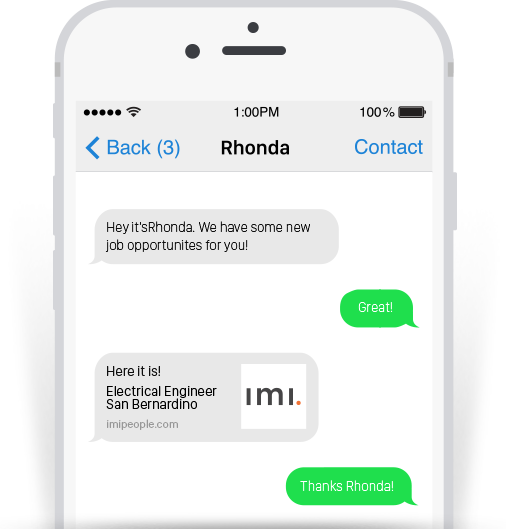 1:00PM 100%
Back (3) Rhonda Contact
Hey it'sRhonda. We have some new
job opportunites for you!
Great!
Here it is!
Electrical Engineer
San Bernardino
imipeople.com
ımı.
Thanks Rhonda!